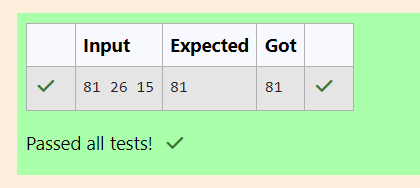 Input Expected Got
81 26 15 81 81
Passed all tests!